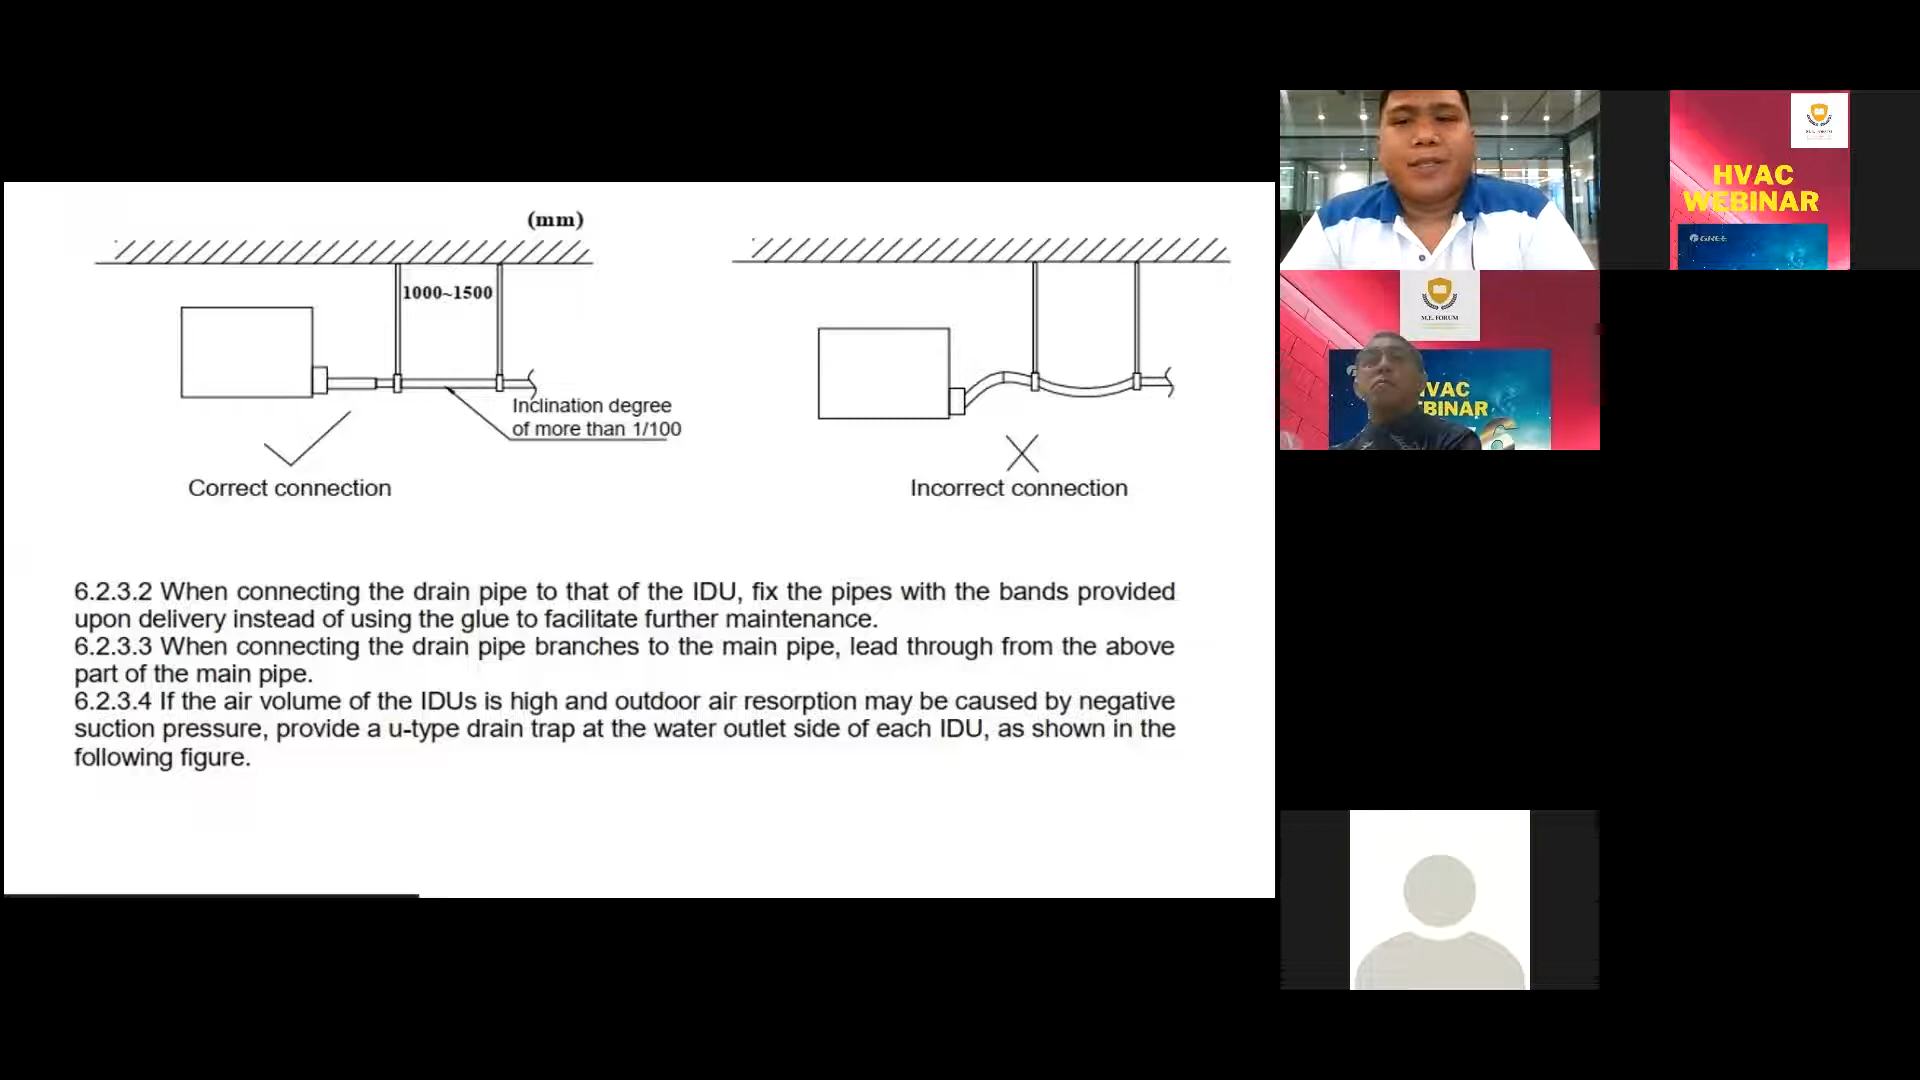 (mm)
1000~1500
Inclination degree
of more than 1/100
Correct connection
Incorrect connection
6.2.3.2 When connecting the drain pipe to that of the IDU, fix the pipes with the bands provided
upon delivery instead of using the glue to facilitate further maintenance.
6.2.3.3 When connecting the drain pipe branches to the main pipe, lead through from the above
part of the main pipe.
6.2.3.4 If the air volume of the IDUs is high and outdoor air resorption may be caused by negative
suction pressure, provide a u-type drain trap at the water outlet side of each IDU, as shown in the
following figure.
M.E. FORUM
HVAC
WEBINAR
GREE
M.E. FORUM
VAC
BINAR
6